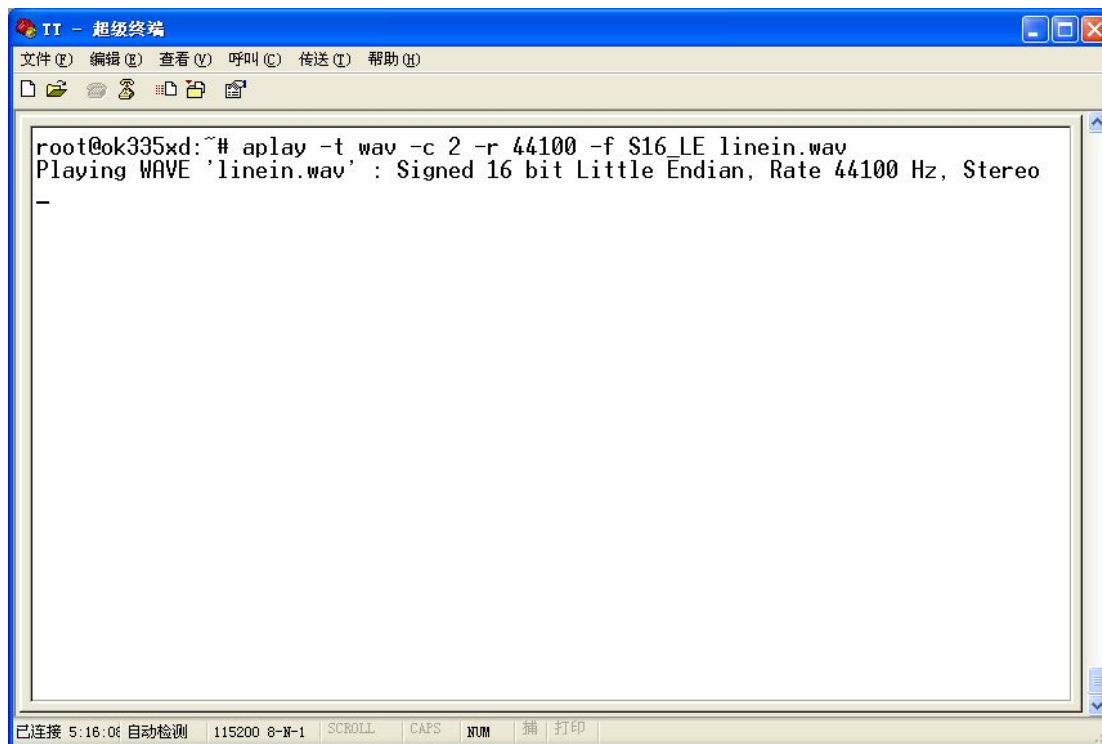 TT - 超级终端
文件(F) 编辑(E) 查看(V) 呼叫(C) 传送(T) 帮助(H)
root@ok335xd:~# aplay -t wav -c 2 -r 44100 -f S16_LE linein.wav
Playing WAVE 'linein.wav' : Signed 16 bit Little Endian, Rate 44100 Hz, Stereo
已连接 5:16:08 自动检测 115200 8-N-1 SCROLL CAPS NUM 捕 打印